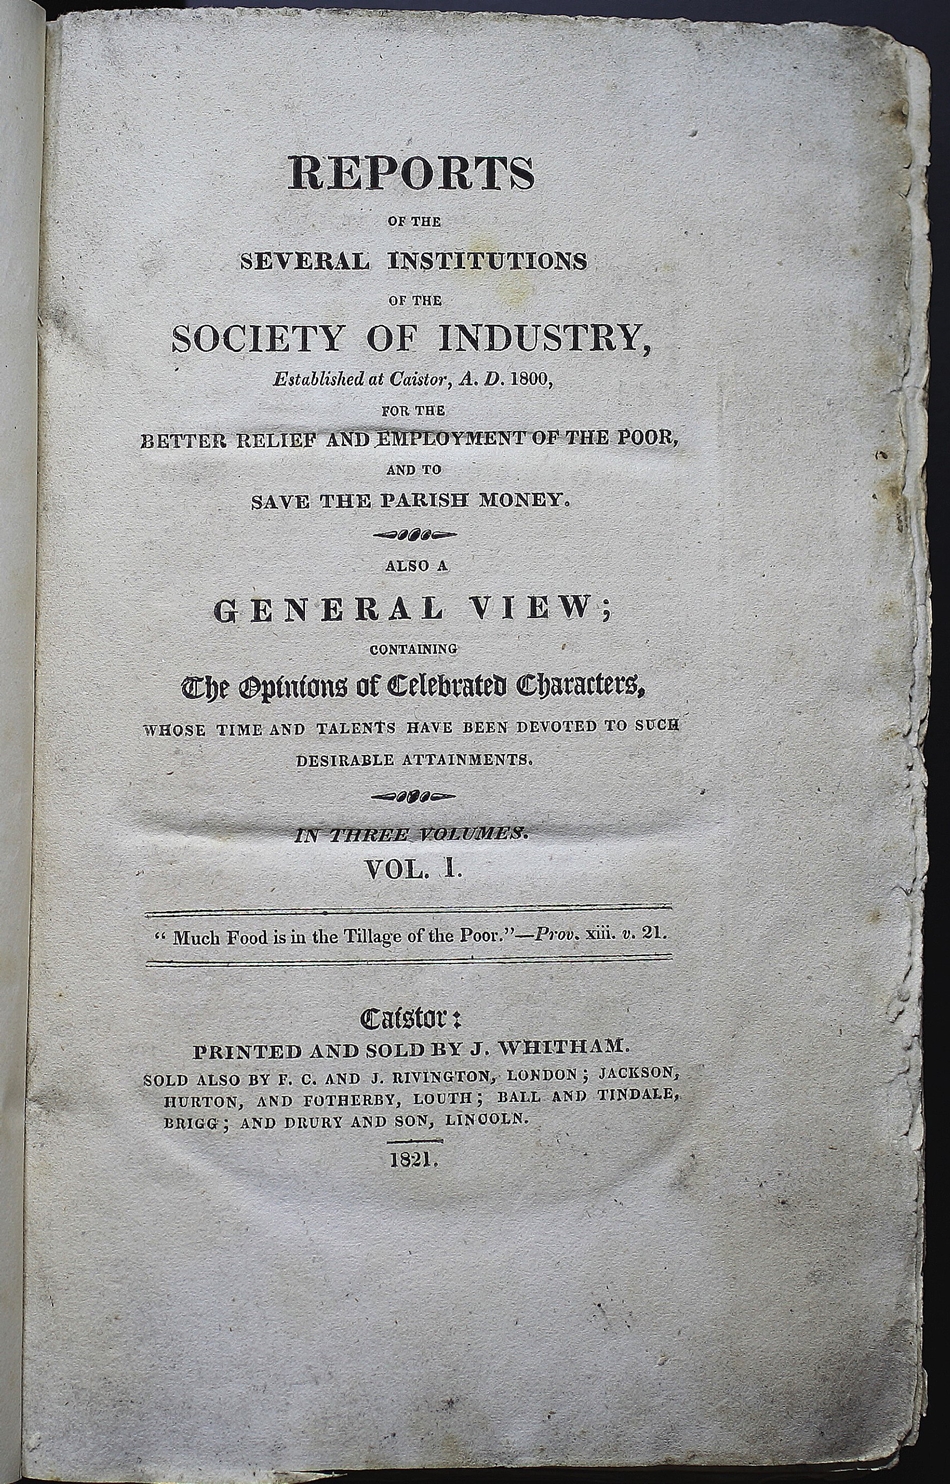 REPORTS
OF THE
SEVERAL INSTITUTIONS
OF THE
SOCIETY OF INDUSTRY,
Established at Caistor, A. D. 1800,
FOR THE
BETTER RELIEF AND EMPLOYMENT OF THE POOR,
AND TO
SAVE THE PARISH MONEY.
ALSO A
GENERAL VIEW;
CONTAINING
The Opinions of Celebrated Characters,
WHOSE TIME AND TALENTS HAVE BEEN DEVOTED TO SUCH
DESIRABLE ATTAINMENTS.
IN THREE VOLUMES.
VOL. I.
“ Much Food is in the Tillage of the Poor.”—Prov. xiii. v. 21.
Caistor:
PRINTED AND SOLD BY J. WHITHAM.
SOLD ALSO BY F. C. AND J. RIVINGTON, LONDON; JACKSON,
HURTON, AND FOTHERBY, LOUTH; BALL AND TINDALE,
BRIGG; AND DRURY AND SON, LINCOLN.
1821.